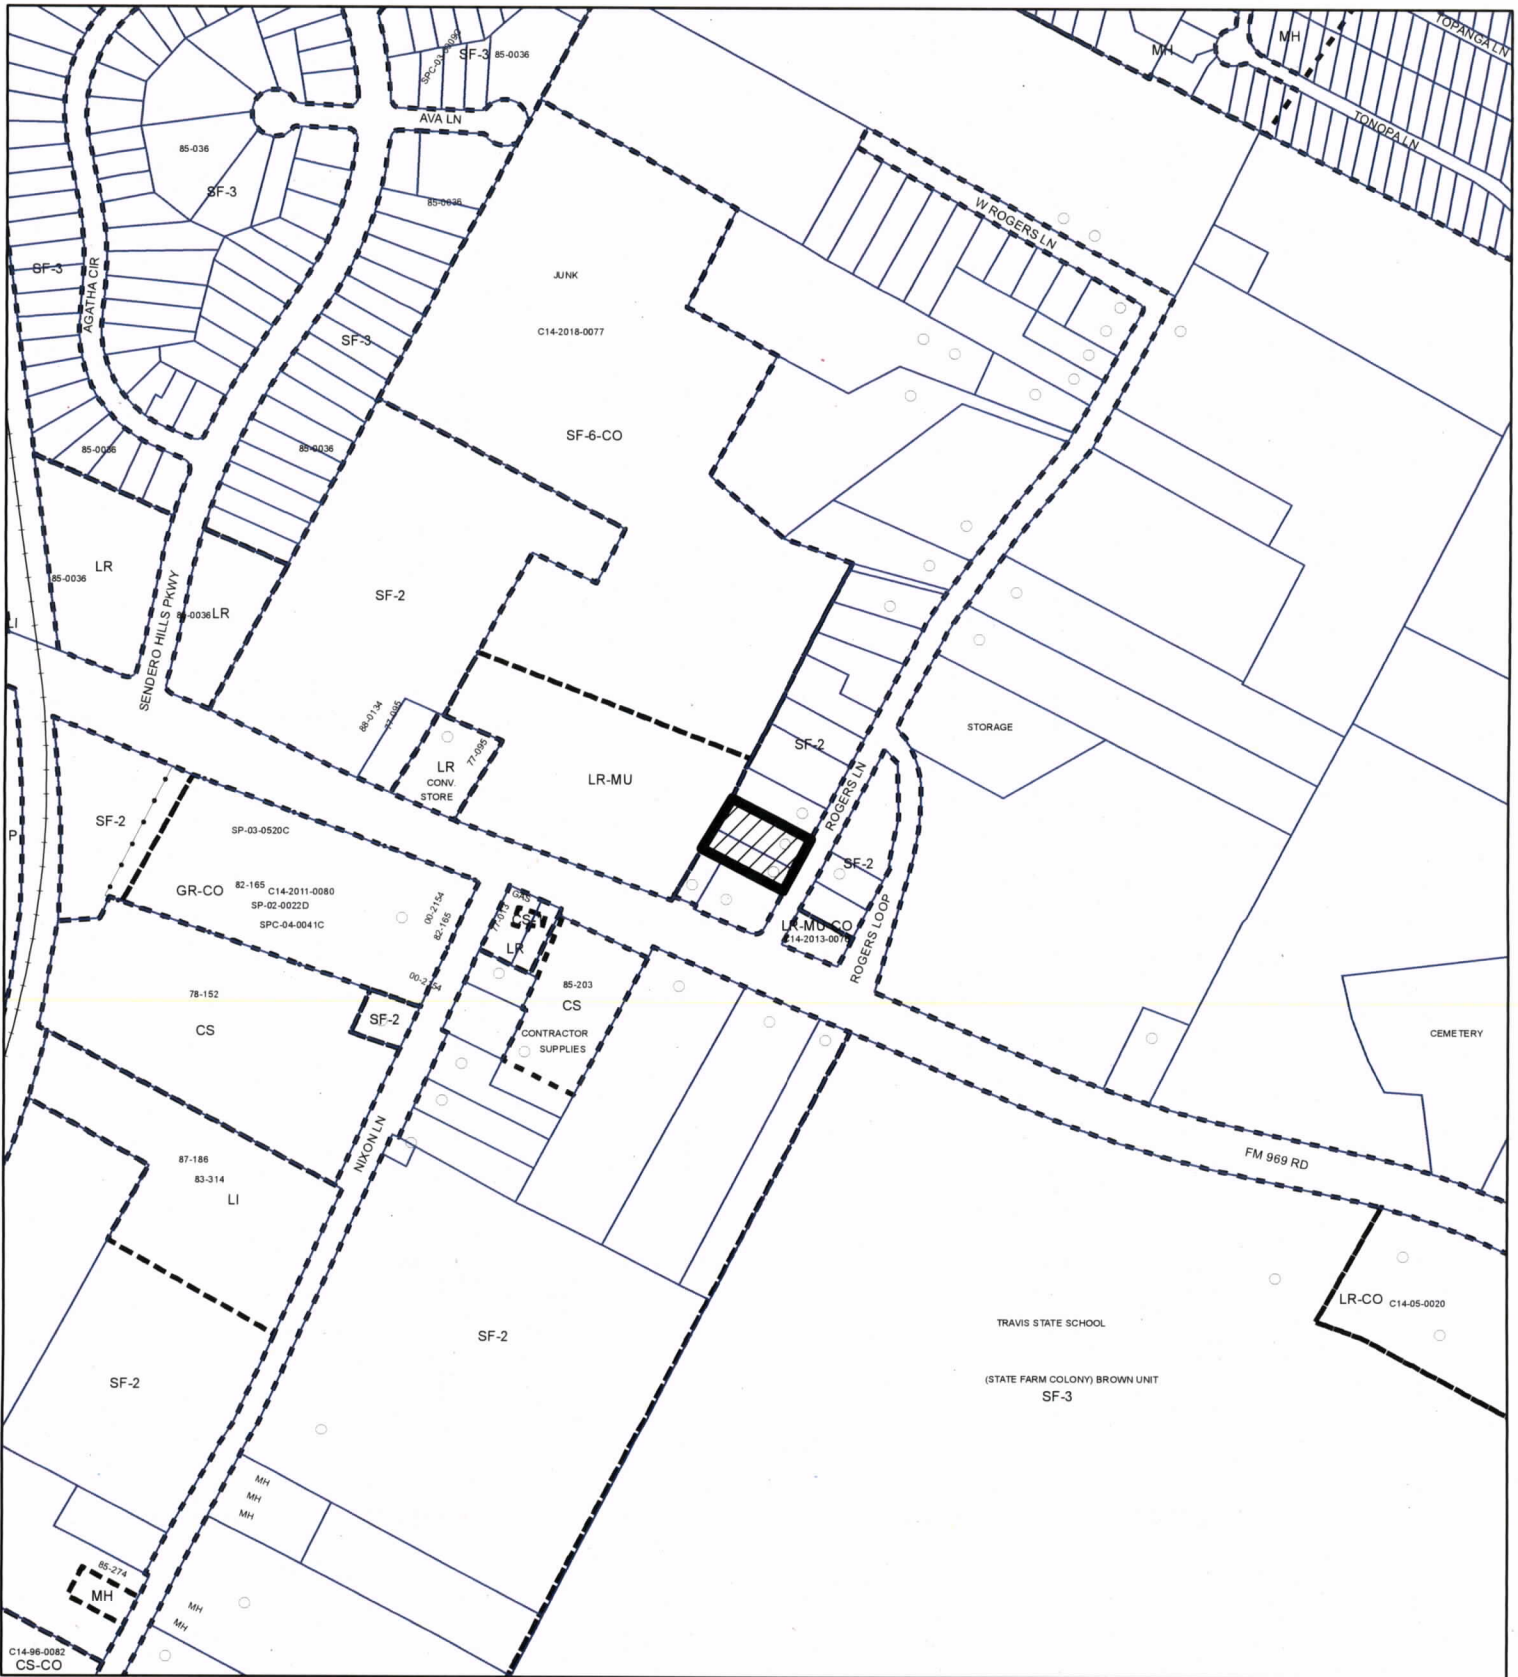 TOPANGA LN
MH
MH
SF-3
85-0036
AVA LN
TONOPA LN
85-036
SF-3
85-0036
W ROGERS LN
SF-3
AGATHA CIR
JUNK
C14-2018-0077
SF-3
SF-6-CO
85-0036
85-0036
LR
85-0036
SF-2
LR
SENDERO HILLS PKWY
88-0134
77-095
STORAGE
SF-2
77-095
LR
CONV.
STORE
LR-MU
ROGERS LN
SF-2
P
SP-03-0520C
SF-2
GR-CO
82-165
C14-2011-0080
SP-02-0022D
SPC-04-0041C
00-2154
82-165
GAS
77-013
LR
LR-MU-CO
ROGERS LOOP
78-152
CS
SF-2
85-203
CS
CONTRACTOR
SUPPLIES
CEMETERY
NIXON LN
FM 969 RD
87-186
83-314
LI
LR-CO
C14-05-0020
TRAVIS STATE SCHOOL
(STATE FARM COLONY) BROWN UNIT
SF-3
SF-2
SF-2
MH
MH
MH
85-274
MH
MH
MH
C14-96-0082
CS-CO